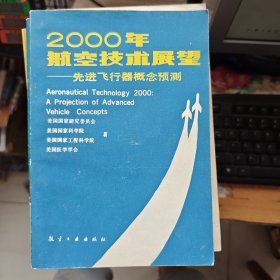 2000年
航空技术展望
——先进飞行器概念预测
Aeronautical Technology 2000:
A Projection of Advanced
Vehicle Concepts
美国国家研究委员会
美国国家科学院
美国国家工程科学院
美国医学学会
著
航空工业出版社